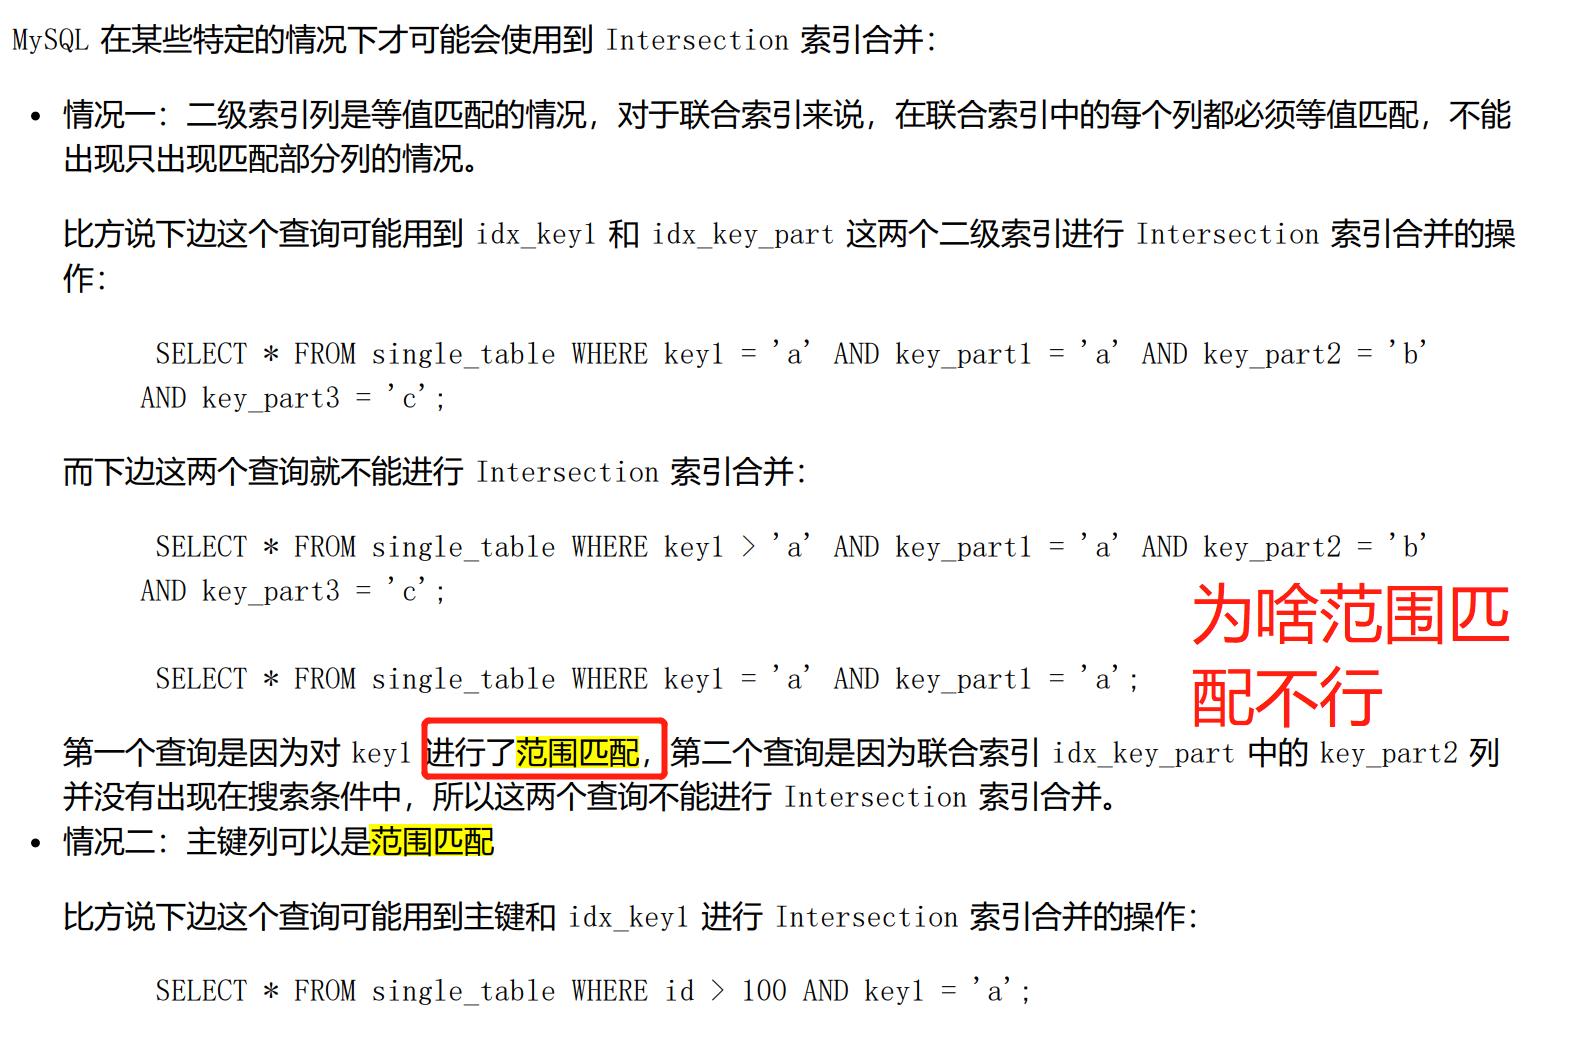 MySQL 在某些特定的情况下才可能会使用到 Intersection 索引合并：
• 情况一：二级索引列是等值匹配的情况，对于联合索引来说，在联合索引中的每个列都必须等值匹配，不能
出现只出现匹配部分列的情况。
比方说下边这个查询可能用到 idx_key1 和 idx_key_part 这两个二级索引进行 Intersection 索引合并的操
作：
SELECT * FROM single_table WHERE key1 = 'a' AND key_part1 = 'a' AND key_part2 = 'b'
AND key_part3 = 'c';
而下边这两个查询就不能进行 Intersection 索引合并：
SELECT * FROM single_table WHERE key1 > 'a' AND key_part1 = 'a' AND key_part2 = 'b'
AND key_part3 = 'c';
为啥范围匹
配不行
SELECT * FROM single_table WHERE key1 = 'a' AND key_part1 = 'a';
第一个查询是因为对 key1 进行了范围匹配，第二个查询是因为联合索引 idx_key_part 中的 key_part2 列
并没有出现在搜索条件中，所以这两个查询不能进行 Intersection 索引合并。
• 情况二：主键列可以是范围匹配
比方说下边这个查询可能用到主键和 idx_key1 进行 Intersection 索引合并的操作：
SELECT * FROM single_table WHERE id > 100 AND key1 = 'a';